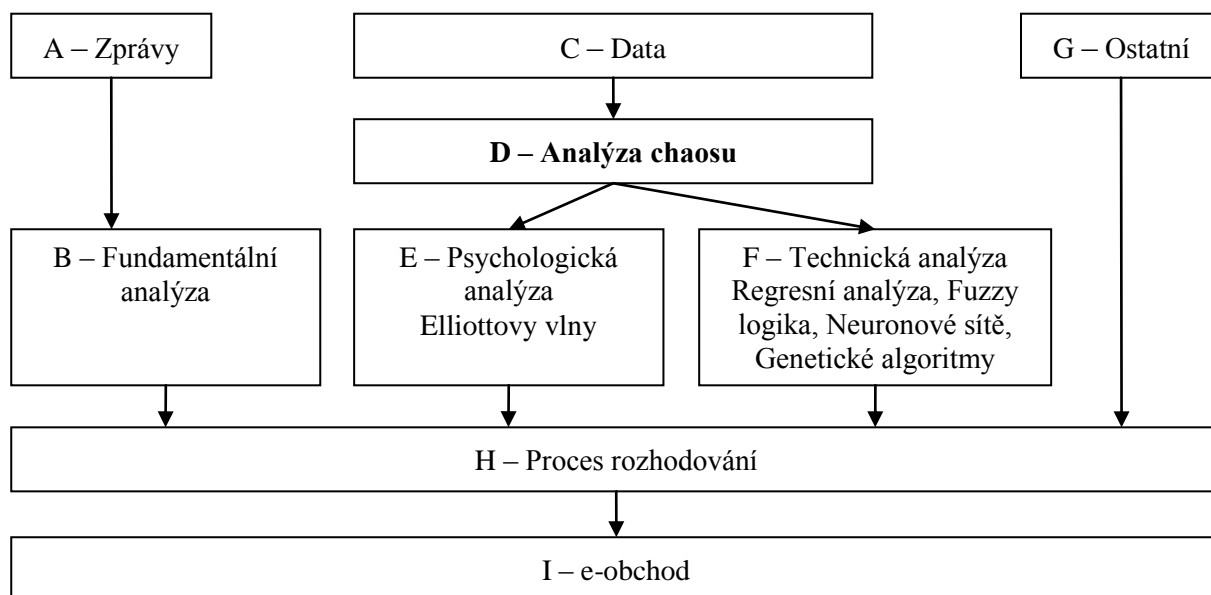 A – Zprávy
C – Data
G – Ostatní
D – Analýza chaosu
B – Fundamentální
analýza
E – Psychologická
analýza
Elliottovy vlny
F – Technická analýza
Regresní analýza, Fuzzy
logika, Neuronové sítě,
Genetické algoritmy
H – Proces rozhodování
I – e-obchod